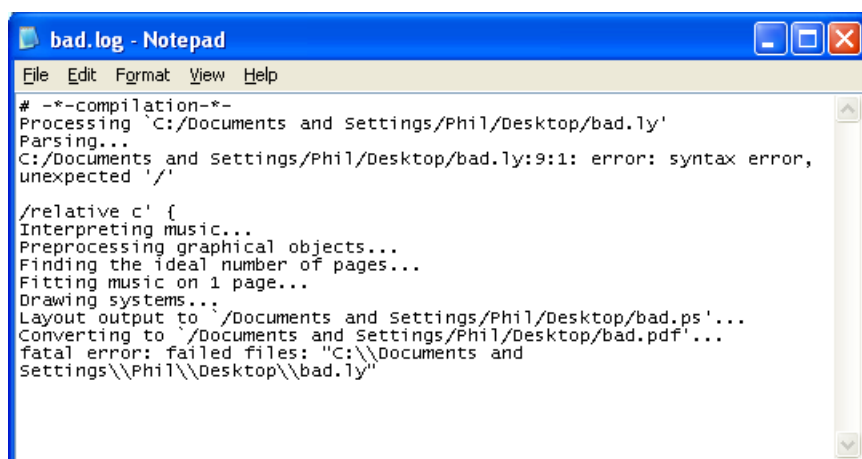 bad.log - Notepad
File Edit Format View Help
# -*-compilation-*-
Processing `C:/Documents and Settings/Phil/Desktop/bad.ly'
Parsing...
C:/Documents and Settings/Phil/Desktop/bad.ly:9:1: error: syntax error,
unexpected '/'

/relative c' {
Interpreting music...
Preprocessing graphical objects...
Finding the ideal number of pages...
Fitting music on 1 page...
Drawing systems...
Layout output to `/Documents and Settings/Phil/Desktop/bad.ps'...
Converting to `/Documents and Settings/Phil/Desktop/bad.pdf'...
fatal error: failed files: "C:\\Documents and
Settings\\Phil\\Desktop\\bad.ly"